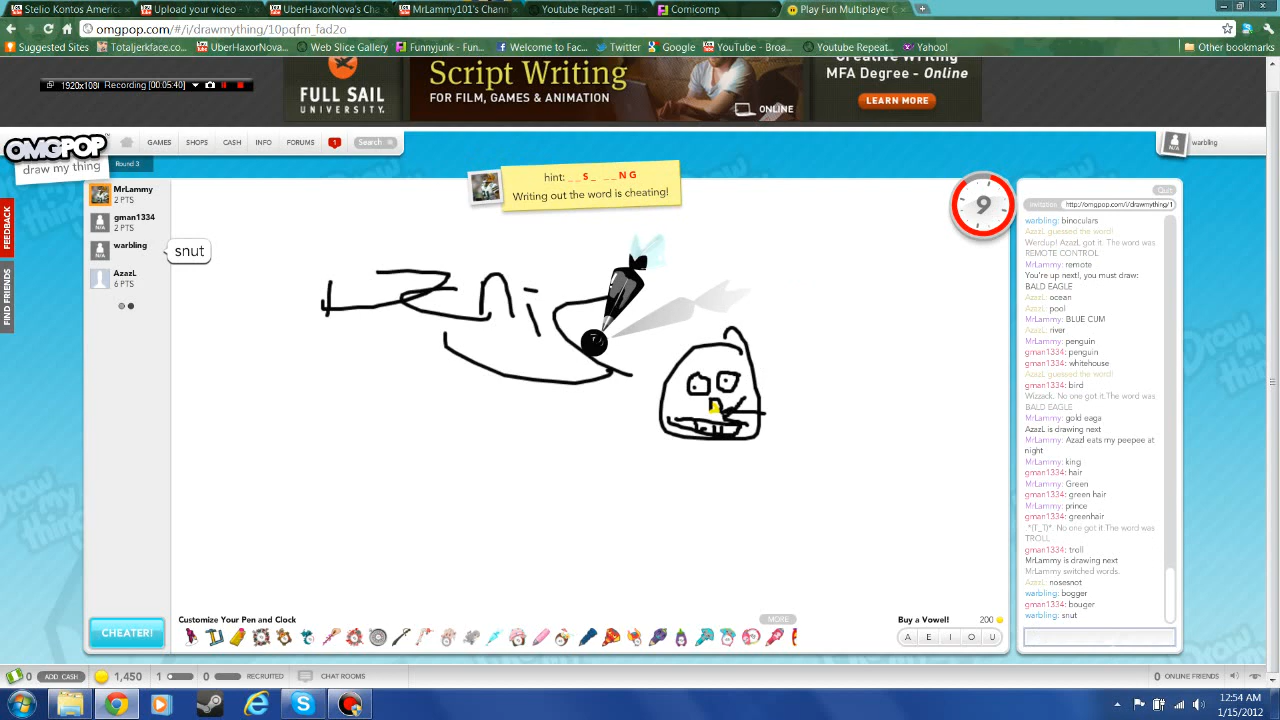 Stelio Kontos Alastair
Upload your video - Y
UberHaxorNova's Cha
MrLammy101's Chann
Youtube Repeat! - TH
Comicomp
Play Fun Multiplayer G
omgpop.com/#/i/drawmything/10pqfm_fad2o
Suggested Sites
Totaljerkface.co...
UberHaxorNova...
Web Slice Gallery
Funnyjunk - Fun...
Welcome to Fac...
Twitter
Google
YouTube - Broa...
Youtube Repeat...
Yahoo!
Other bookmarks
1920x108(
Recording [00:05:40]
FULL SAIL
UNIVERSITY.
Script Writing
FOR FILM, GAMES & ANIMATION
ONLINE
Creative Writing
MFA Degree - Online
LEARN MORE
OMGPOP
draw my thing
GAMES
SHOPS
CASH
INFO
FORUMS
1
Search
warbling
Round 3
FEEDBACK
FIND FRIENDS
MrLammy
2 PTS
gman1334
warbling
AzazL
6 PTS
snut
hint: _ _ S _ _ _ N G
Writing out the word is cheating!
9
Quit
invitation
http://omgpop.com/i/drawmything/1
warbling: binoculars
AzazL guessed the word!
Werdup! AzazL got it. The word was
REMOTE CONTROL
MrLammy: remote
You're up next!, you must draw:
BALD EAGLE
AzazL: ocean
AzazL: pool
MrLammy: BLUE CUM
AzazL: river
MrLammy: penguin
gman1334: penguin
gman1334: whitehouse
AzazL guessed the word!
gman1334: bird
Wizzack. No one got it.The word was
BALD EAGLE
MrLammy: gold eaga
AzazL is drawing next
MrLammy: Azazl eats my peepee at
night
MrLammy: king
gman1334: hair
MrLammy: Green
gman1334: green hair
MrLammy: prince
gman1334: greenhair
*(T_T)*. No one got it The word was
TROLL
gman1334: troll
MrLammy is drawing next
MrLammy switched words.
AzazL: nosesnot
warbling: bogger
gman1334: bouger
warbling: snut
CHEATER!
Customize Your Pen and Clock
MORE
Buy a Vowel!
200
A E I O U
0
ADD CASH
1,450
1
0
RECRUITED
CHAT ROOMS
0 ONLINE FRIENDS
12:54 AM
1/15/2012